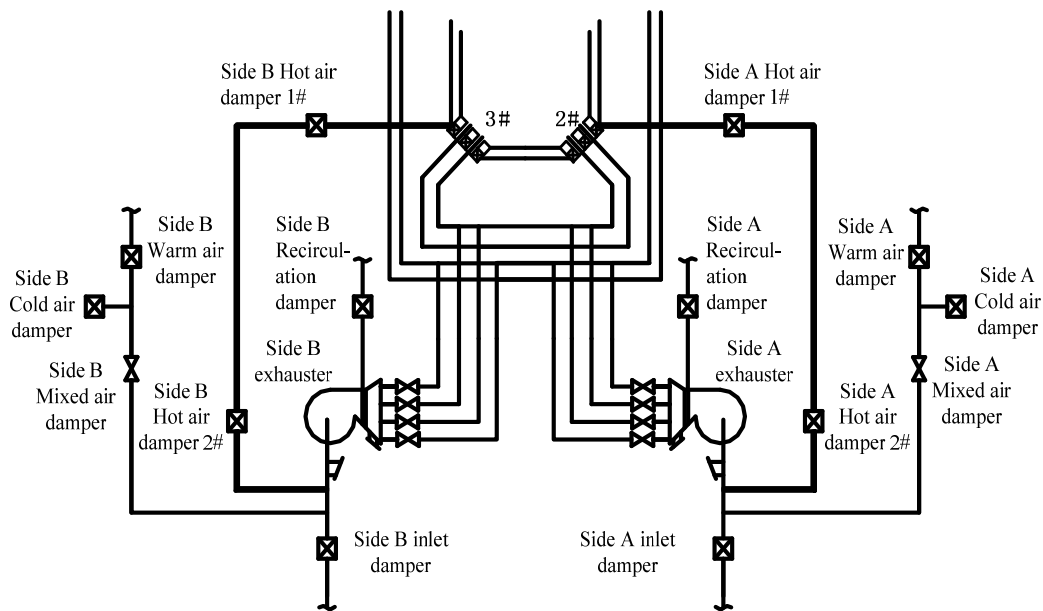 Side B Hot air
damper 1#
Side A Hot air
damper 1#
3#
2#
Side B
Warm air
damper
Side B
Recircul-
ation
damper
Side A
Recircul-
ation
damper
Side A
Warm air
damper
Side B
Cold air
damper
Side A
Cold air
damper
Side B
exhauster
Side A
exhauster
Side B
Mixed air
damper
Side B
Hot air
damper 2#
Side A
Hot air
damper 2#
Side A
Mixed air
damper
Side B inlet
damper
Side A inlet
damper